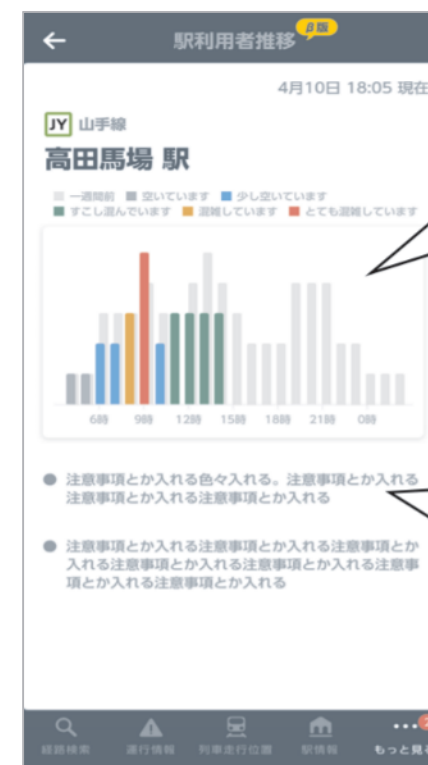 駅利用者推移 β版
4月10日 18:05 現在
JY 山手線
高田馬場 駅
一週間前 空いています 少し空いています
すこし混んでいます 混雑しています とても混雑しています
6時 9時 12時 15時 18時 21時 0時
● 注意事項とか入れる色々入れる。注意事項とか入れる
注意事項とか入れる注意事項とか入れる
● 注意事項とか入れる注意事項とか入れる注意事項とか
入れる注意事項とか入れる注意事項とか入れる注意事
項とか入れる注意事項とか入れる
経路検索 運行情報 列車走行位置 駅情報 もっと見る